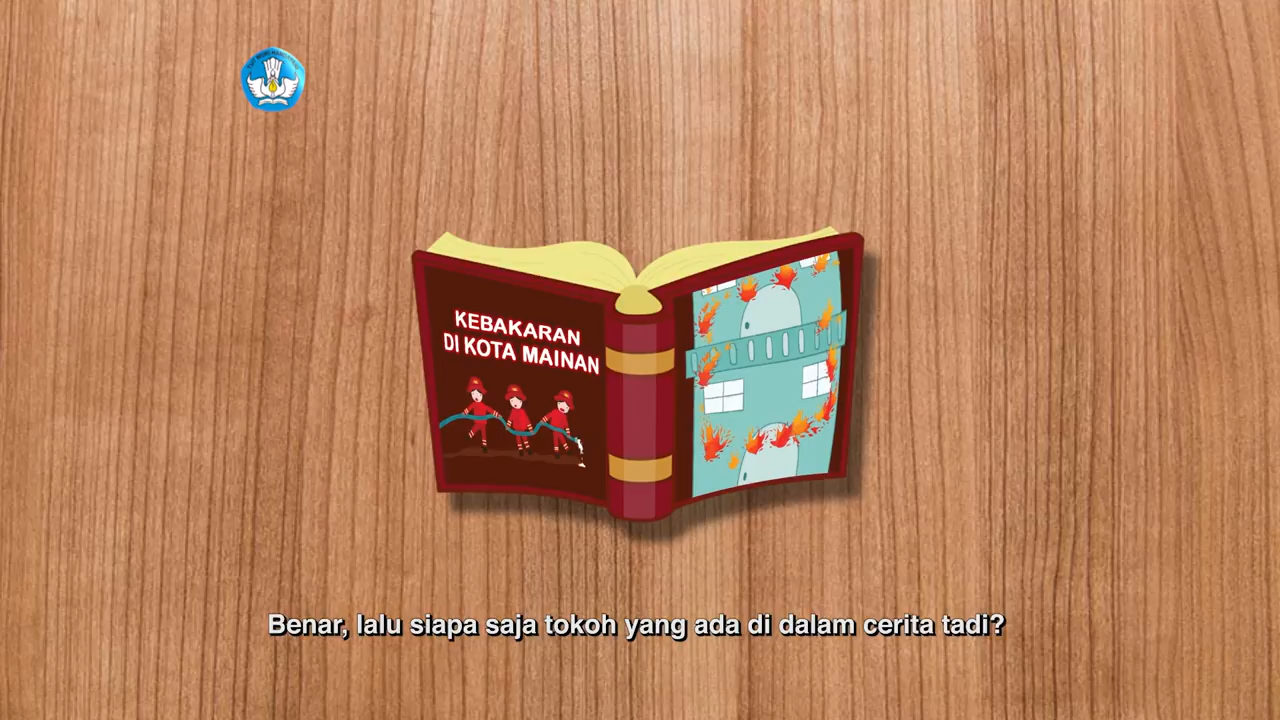 KEBAKARAN
DI KOTA MAINAN
Benar, lalu siapa saja tokoh yang ada di dalam cerita tadi?